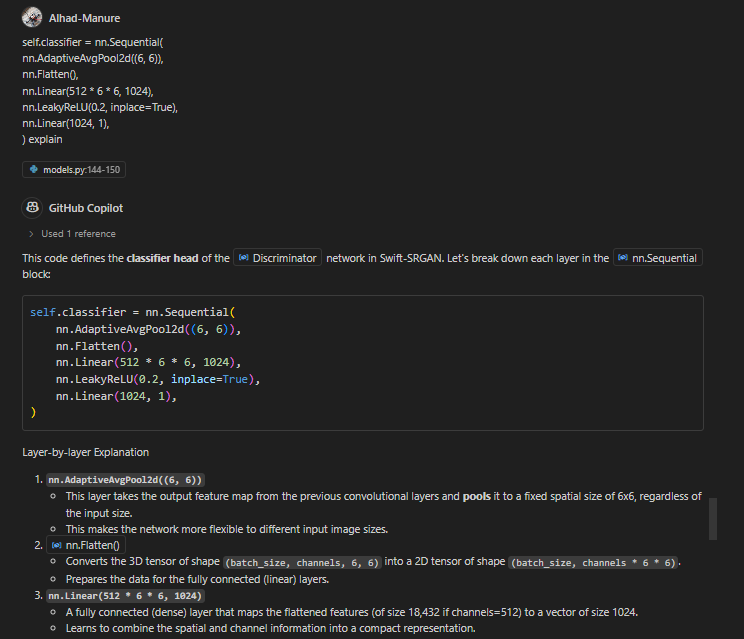 Alhad-Manure
self.classifier = nn.Sequential(
nn.AdaptiveAvgPool2d((6, 6)),
nn.Flatten(),
nn.Linear(512 * 6 * 6, 1024),
nn.LeakyReLU(0.2, inplace=True),
nn.Linear(1024, 1),
) explain
models.py:144-150
GitHub Copilot
Used 1 reference
This code defines the classifier head of the Discriminator network in Swift-SRGAN. Let's break down each layer in the nn.Sequential
block:
self.classifier = nn.Sequential(
    nn.AdaptiveAvgPool2d((6, 6)),
    nn.Flatten(),
    nn.Linear(512 * 6 * 6, 1024),
    nn.LeakyReLU(0.2, inplace=True),
    nn.Linear(1024, 1),
)
Layer-by-layer Explanation
1. nn.AdaptiveAvgPool2d((6, 6))
This layer takes the output feature map from the previous convolutional layers and pools it to a fixed spatial size of 6x6, regardless of
the input size.
This makes the network more flexible to different input image sizes.
2. nn.Flatten()
Converts the 3D tensor of shape (batch_size, channels, 6, 6) into a 2D tensor of shape (batch_size, channels * 6 * 6).
Prepares the data for the fully connected (linear) layers.
3. nn.Linear(512 * 6 * 6, 1024)
A fully connected (dense) layer that maps the flattened features (of size 18,432 if channels=512) to a vector of size 1024.
Learns to combine the spatial and channel information into a compact representation.